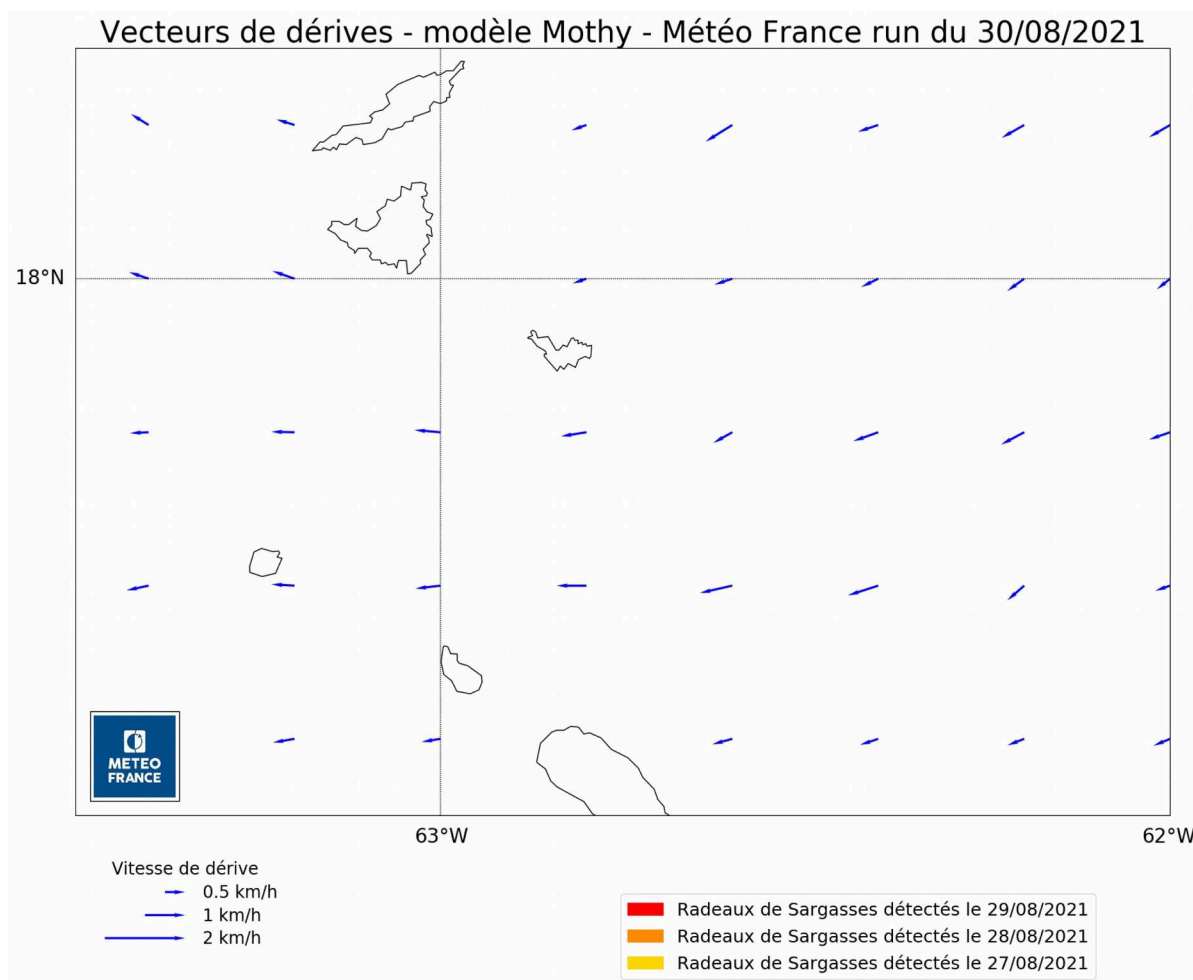 Vecteurs de dérives - modèle Mothy - Météo France run du 30/08/2021
18°N
METEO
FRANCE
63°W
62°W
Vitesse de dérive
0.5 km/h
1 km/h
2 km/h
Radeaux de Sargasses détectés le 29/08/2021
Radeaux de Sargasses détectés le 28/08/2021
Radeaux de Sargasses détectés le 27/08/2021